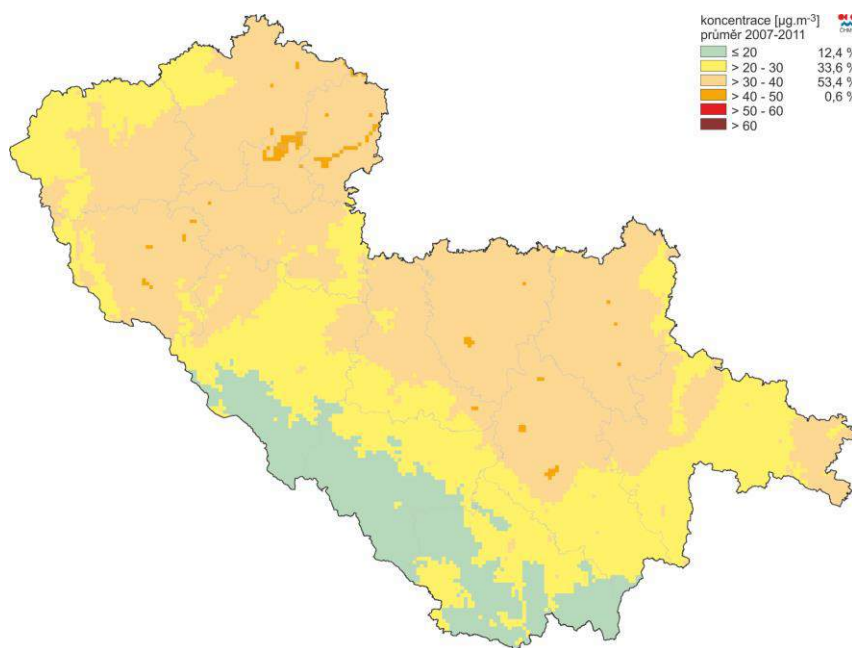 koncentrace [µg.m-3]
průměr 2007-2011
≤ 20 12,4 %
> 20 - 30 33,6 %
> 30 - 40 53,4 %
> 40 - 50 0,6 %
> 50 - 60
> 60